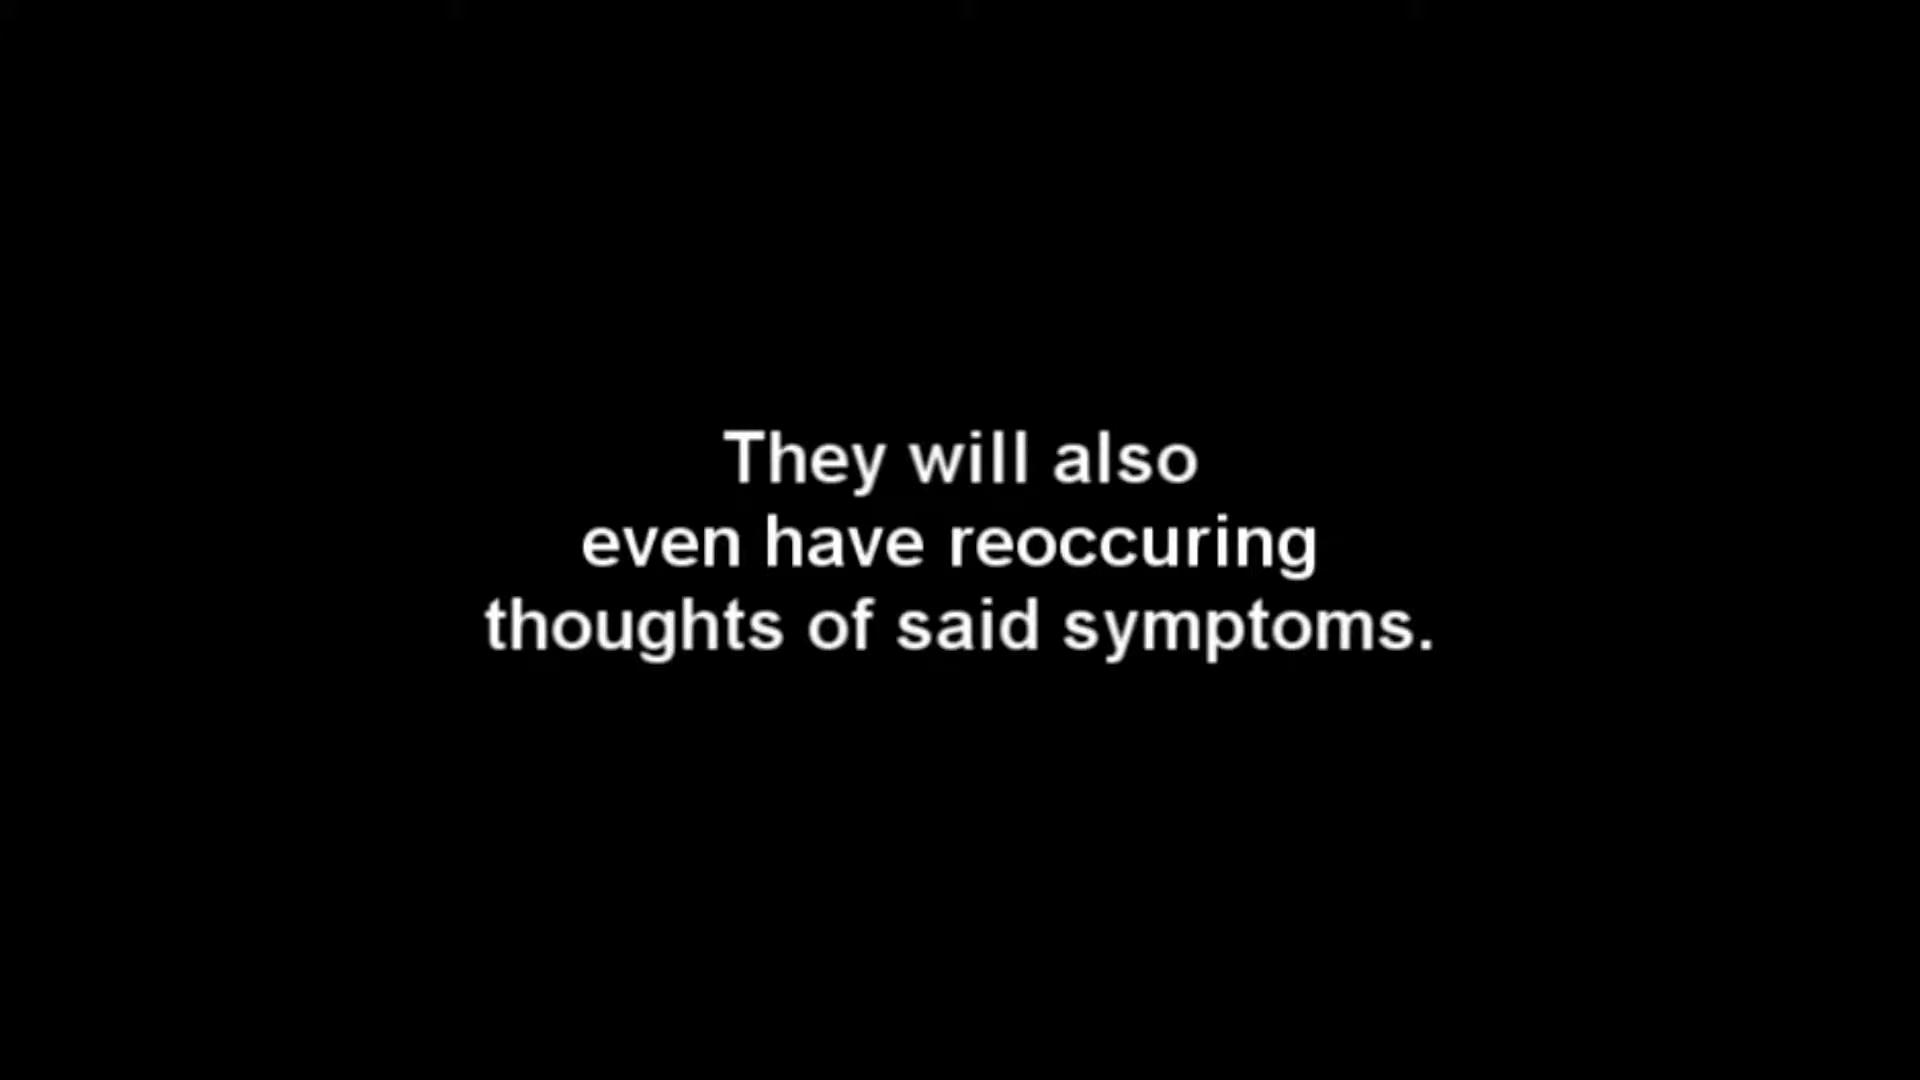 They will also
even have reoccuring
thoughts of said symptoms.